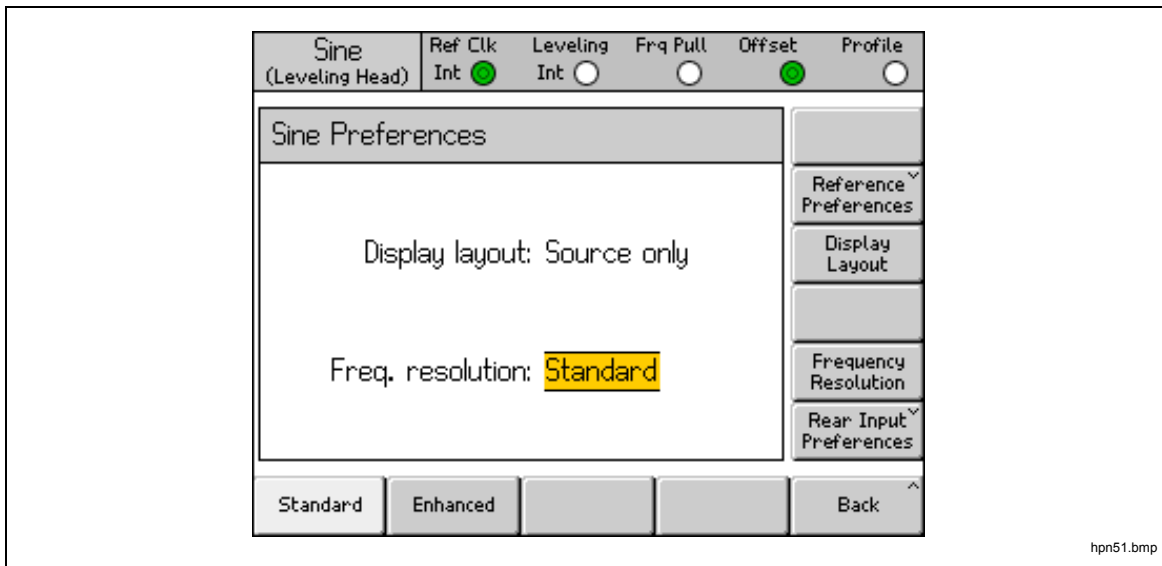 Sine
(Leveling Head)
Ref Clk
Int
Leveling
Int
Frq Pull
Offset
Profile
Sine Preferences
Reference
Preferences
Display layout: Source only
Display
Layout
Freq. resolution: Standard
Frequency
Resolution
Rear Input
Preferences
Standard
Enhanced
Back
hpn51.bmp